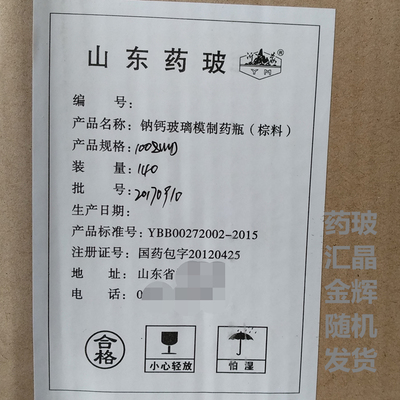 山东药玻
YM
®
编 号：
产品名称：钠钙玻璃模制药瓶（棕料）
产品规格：
装 量：140
批 号：20170910
生产日期：
产品标准号：YBB00272002-2015
注册证号：国药包字20120425
地 址：山东省
电 话：0
合格
小心轻放
怕湿
药玻
汇晶
金辉
随机
发货